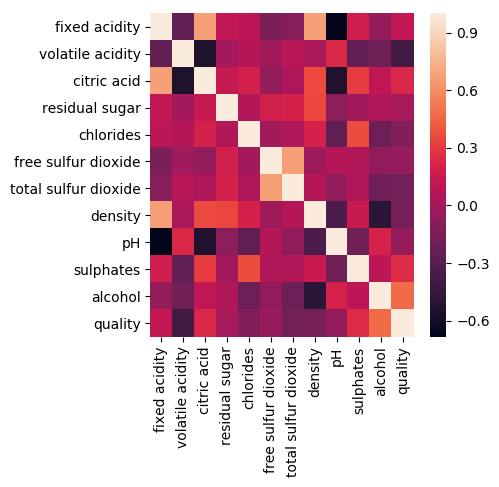 fixed acidity
volatile acidity
citric acid
residual sugar
chlorides
free sulfur dioxide
total sulfur dioxide
density
pH
sulphates
alcohol
quality
fixed acidity
volatile acidity
citric acid
residual sugar
chlorides
free sulfur dioxide
total sulfur dioxide
density
pH
sulphates
alcohol
quality
0.9
0.6
0.3
0.0
−0.3
−0.6